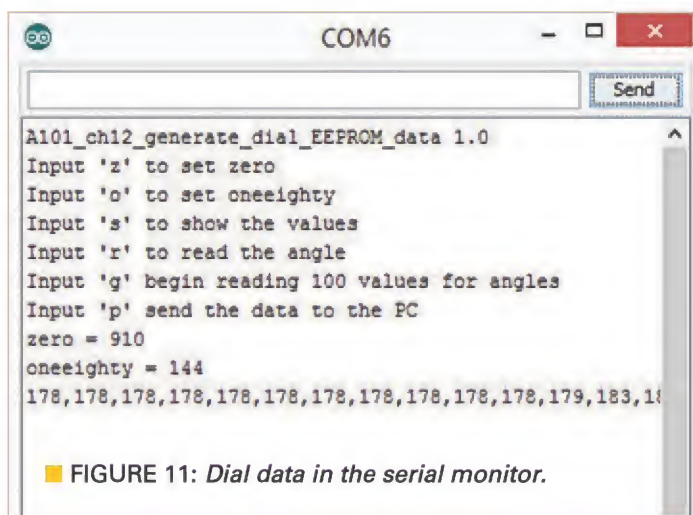 COM6
Send
A101_ch12_generate_dial_EEPROM_data 1.0
Input 'z' to set zero
Input 'o' to set oneeighty
Input 's' to show the values
Input 'r' to read the angle
Input 'g' begin reading 100 values for angles
Input 'p' send the data to the PC
zero = 910
oneeighty = 144
178,178,178,178,178,178,178,178,178,178,179,183,18
FIGURE 11: Dial data in the serial monitor.